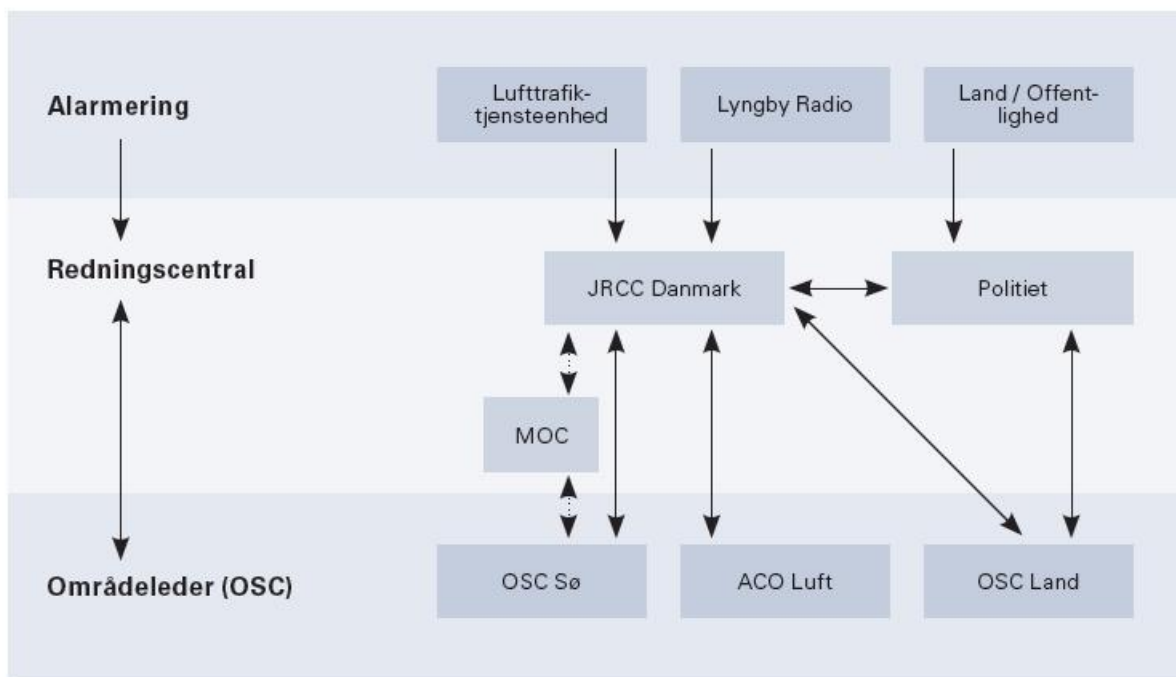 Alarmering
Lufttrafik-
tjensteenhed
Lyngby Radio
Land / Offent-
lighed
Redningscentral
JRCC Danmark
Politiet
MOC
Områdeleder (OSC)
OSC Sø
ACO Luft
OSC Land